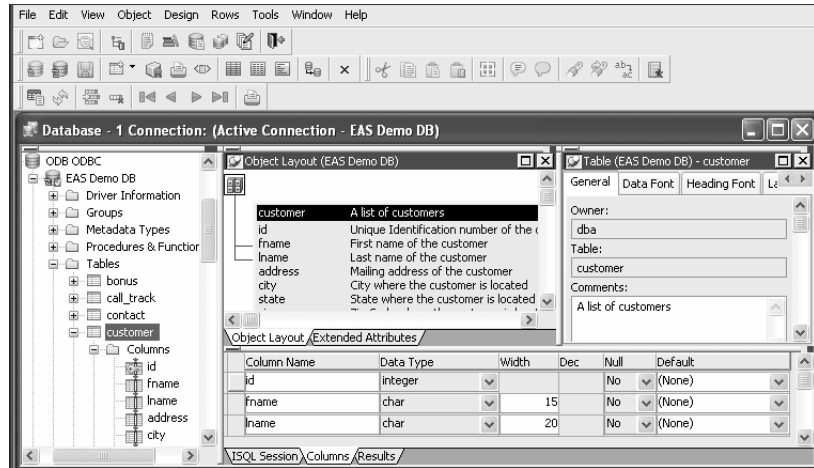 File Edit View Object Design Rows Tools Window Help
Database - 1 Connection: (Active Connection - EAS Demo DB)
ODB ODBC
EAS Demo DB
Driver Information
Groups
Metadata Types
Procedures & Function
Tables
bonus
call_track
contact
customer
Columns
id
fname
lname
address
city
Object Layout (EAS Demo DB)
customer A list of customers
id Unique Identification number of the c
fname First name of the customer
lname Last name of the customer
address Mailing address of the customer
city City where the customer is located
state State where the customer is located
Object Layout Extended Attributes
Table (EAS Demo DB) - customer
General Data Font Heading Font
Owner:
dba
Table:
customer
Comments:
A list of customers
Column Name Data Type Width Dec Null Default
id integer No (None)
fname char 15 No (None)
lname char 20 No (None)
ISQL Session Columns Results